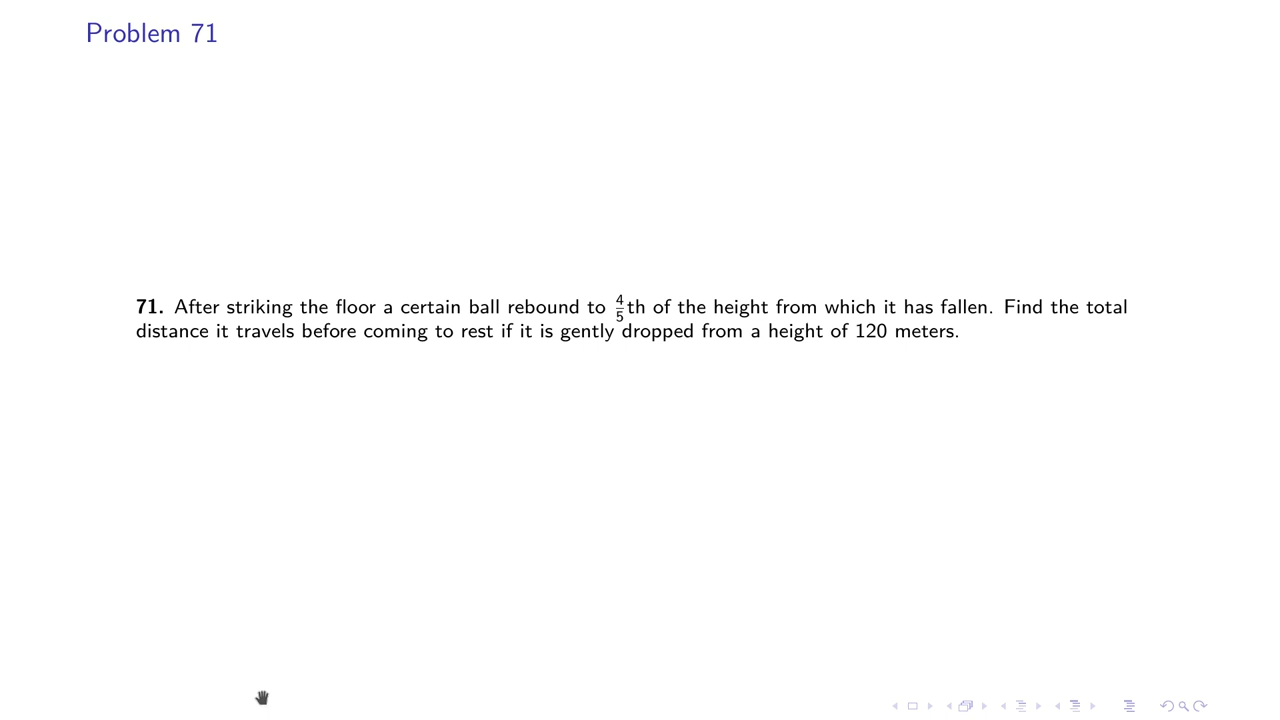 Problem 71
71. After striking the floor a certain ball rebound to 4/5th of the height from which it has fallen. Find the total
distance it travels before coming to rest if it is gently dropped from a height of 120 meters.